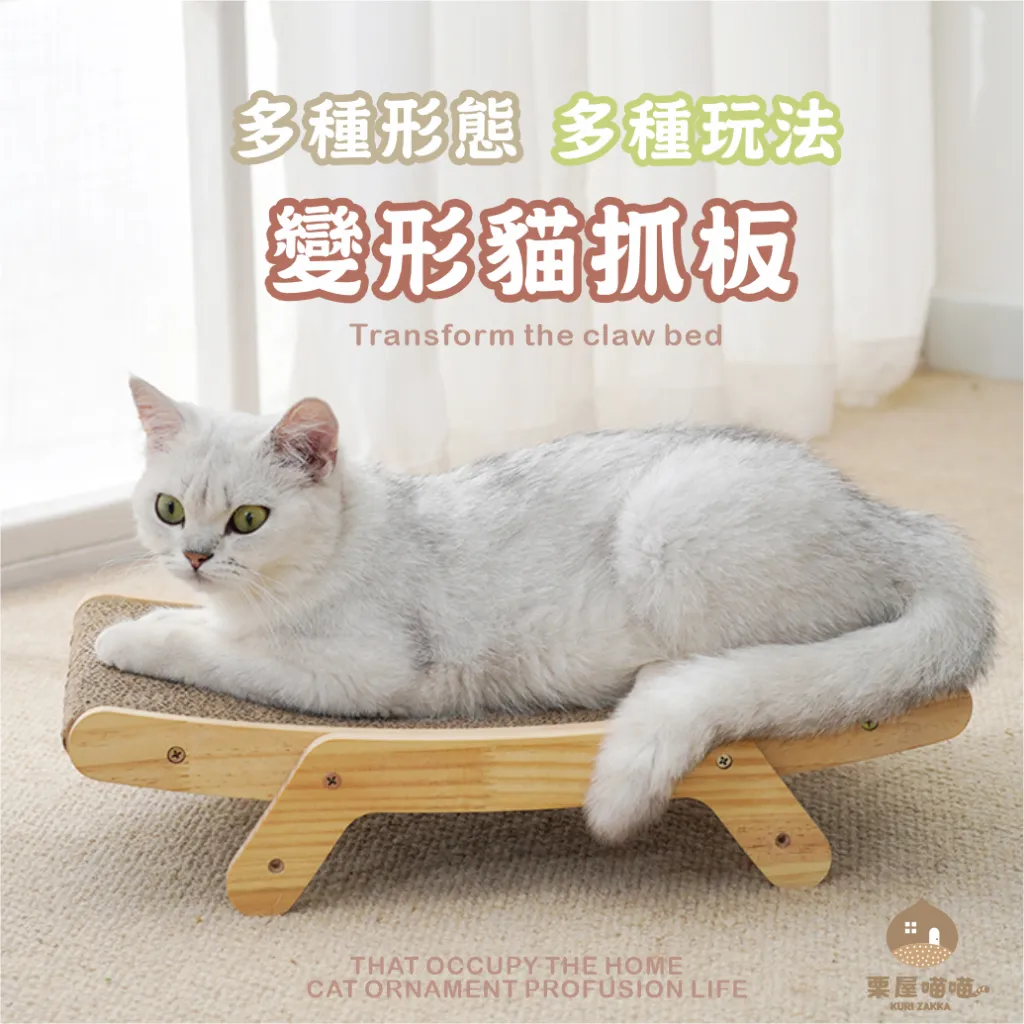 多種形態 多種玩法
變形貓抓板
Transform the claw bed
THAT OCCUPY THE HOME
CAT ORNAMENT PROFUSION LIFE
栗屋喵喵
KURI ZAKKA